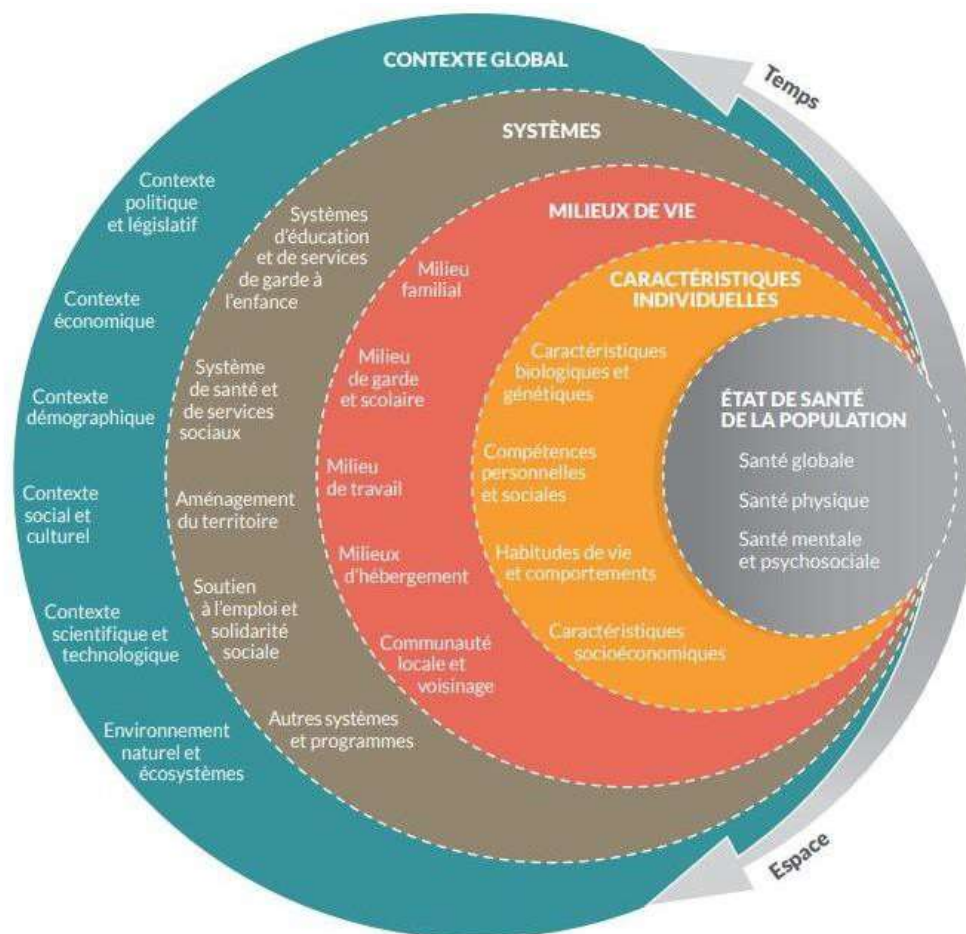 CONTEXTE GLOBAL
Temps
SYSTÈMES
MILIEUX DE VIE
CARACTÉRISTIQUES
INDIVIDUELLES
ÉTAT DE SANTÉ
DE LA POPULATION
Santé globale
Santé physique
Santé mentale
et psychosociale
Contexte
politique
et législatif
Contexte
économique
Contexte
démographique
Contexte
social et
culturel
Contexte
scientifique et
technologique
Environnement
naturel et
écosystèmes
Systèmes
d'éducation
et de services
de garde à
l'enfance
Système
de santé et
de services
sociaux
Aménagement
du territoire
Soutien
à l'emploi et
solidarité
sociale
Autres systèmes
et programmes
Milieu
familial
Milieu
de garde
et scolaire
Milieu
de travail
Milieux
d'hébergement
Communauté
locale et
voisinage
Caractéristiques
biologiques et
génétiques
Compétences
personnelles
et sociales
Habitudes de vie
et comportements
Caractéristiques
socioéconomiques
Espace